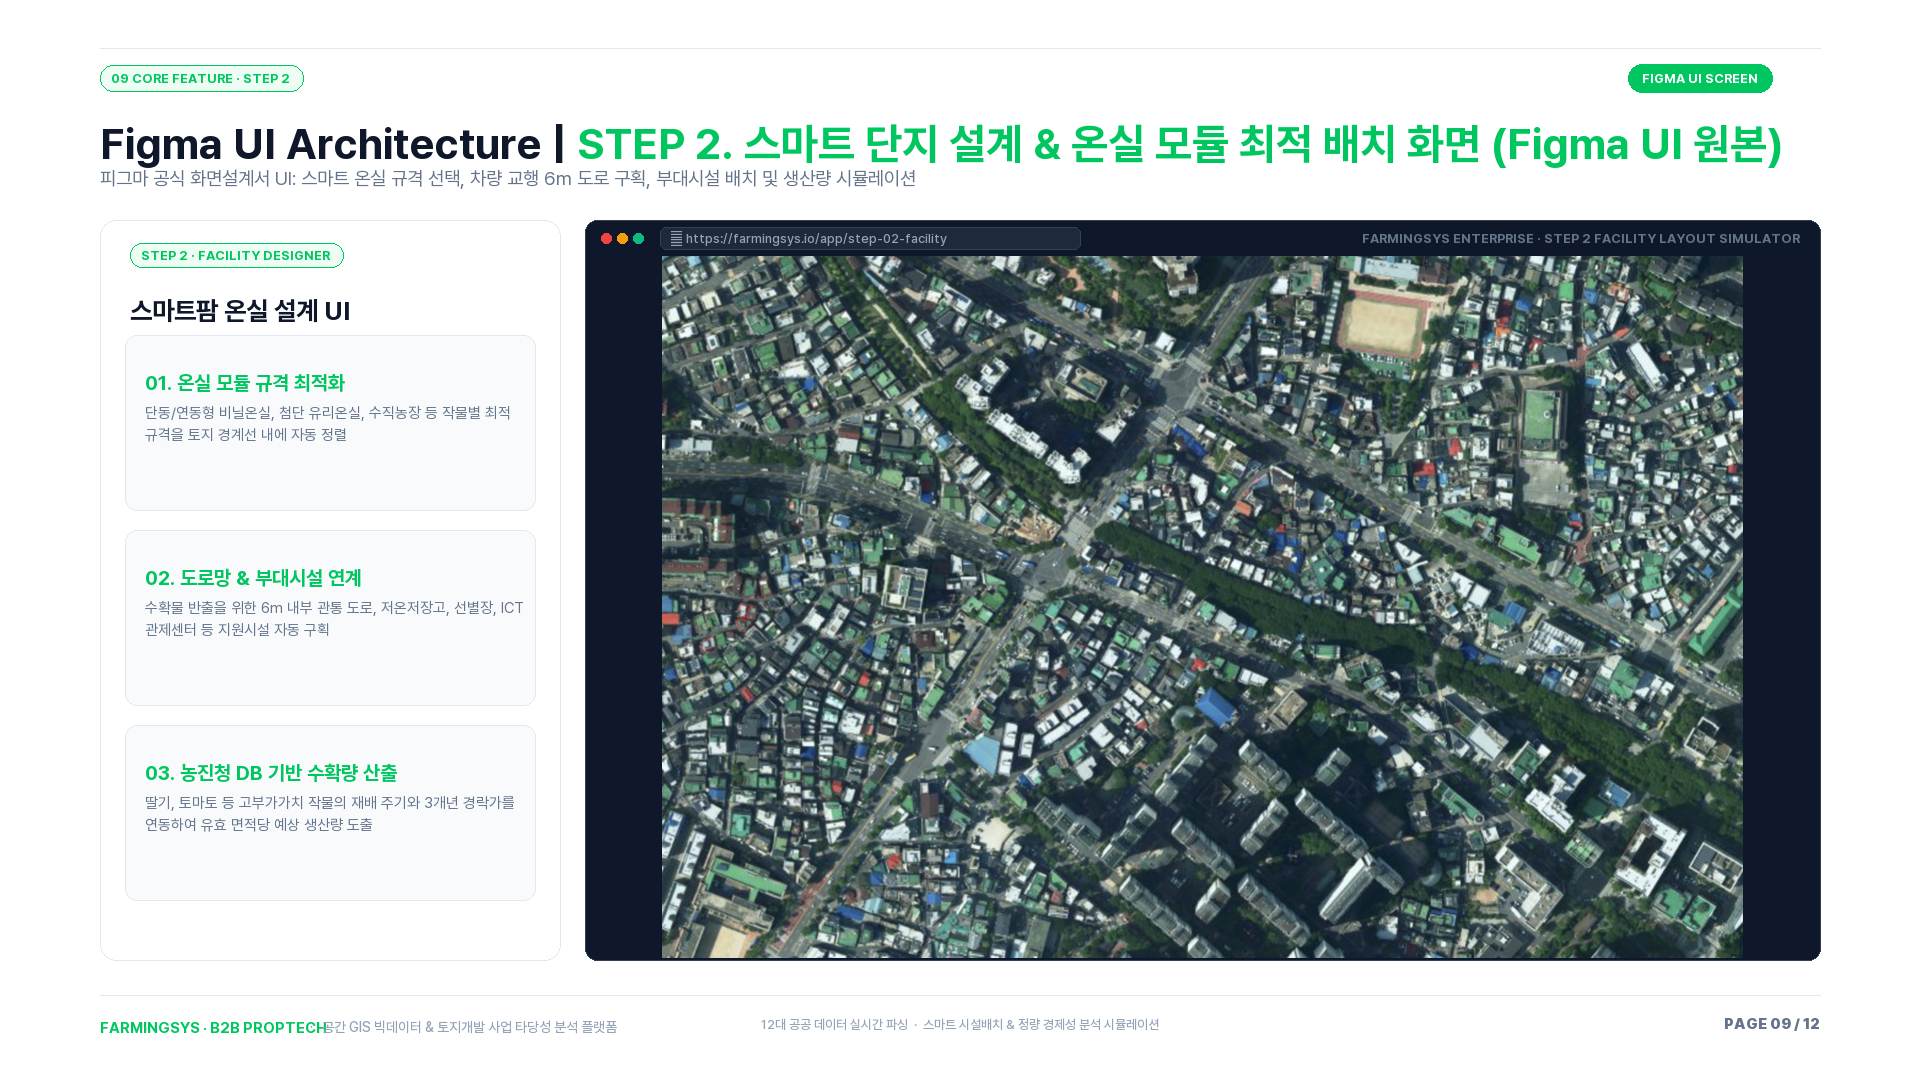 09 CORE FEATURE · STEP 2
FIGMA UI SCREEN
Figma UI Architecture | STEP 2. 스마트 단지 설계 & 온실 모듈 최적 배치 화면 (Figma UI 원본)
피그마 공식 화면설계서 UI: 스마트 온실 규격 선택, 차량 교행 6m 도로 구획, 부대시설 배치 및 생산량 시뮬레이션
STEP 2 · FACILITY DESIGNER
스마트팜 온실 설계 UI
01. 온실 모듈 규격 최적화
단동/연동형 비닐온실, 첨단 유리온실, 수직농장 등 작물별 최적
규격을 토지 경계선 내에 자동 정렬
02. 도로망 & 부대시설 연계
수확물 반출을 위한 6m 내부 관통 도로, 저온저장고, 선별장, ICT
관제센터 등 지원시설 자동 구획
03. 농진청 DB 기반 수확량 산출
딸기, 토마토 등 고부가가치 작물의 재배 주기와 3개년 경락가를
연동하여 유효 면적당 예상 생산량 도출
https://farmingsys.io/app/step-02-facility
FARMINGSYS ENTERPRISE · STEP 2 FACILITY LAYOUT SIMULATOR
FARMINGSYS · B2B PROPTECH
공간 GIS 빅데이터 & 토지개발 사업 타당성 분석 플랫폼
12대 공공 데이터 실시간 파싱 · 스마트 시설배치 & 정량 경제성 분석 시뮬레이션
PAGE 09 / 12